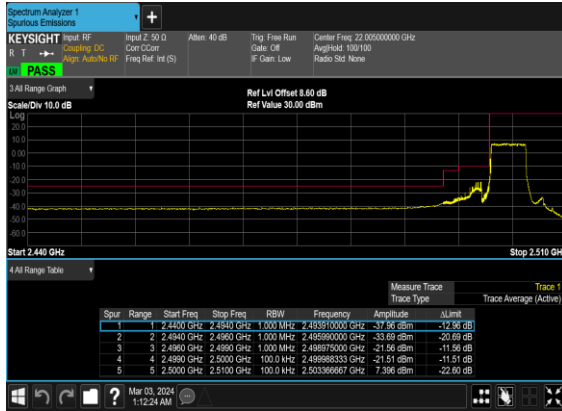 Spectrum Analyzer 1
Spurious Emissions
KEYSIGHT Input: RF Input Z: 50 Ω Atten: 40 dB Trig: Free Run Center Freq: 22.005000000 GHz
R T Coupling: DC Corr CCorr Gate: Off Avg|Hold: 100/100
Align: Auto/No RF Freq Ref: Int (S) IF Gain: Low Radio Std: None
PASS
3 All Range Graph Ref Lvl Offset 8.60 dB
Scale/Div 10.0 dB Ref Value 30.00 dBm
Log
20.0
10.0
0.00
-10.0
-20.0
-30.0
-40.0
-50.0
-60.0
Start 2.440 GHz Stop 2.510 GH
4 All Range Table
Measure Trace Trace 1
Trace Type Trace Average (Active)
Spur Range Start Freq Stop Freq RBW Frequency Amplitude ΔLimit
1 1 2.4400 GHz 2.4940 GHz 1.000 MHz 2.493910000 GHz -37.96 dBm -12.96 dB
2 2 2.4940 GHz 2.4960 GHz 1.000 MHz 2.495990000 GHz -33.69 dBm -20.69 dB
3 3 2.4960 GHz 2.4990 GHz 1.000 MHz 2.498975000 GHz -21.56 dBm -11.56 dB
4 4 2.4990 GHz 2.5000 GHz 100.0 kHz 2.499988333 GHz -21.51 dBm -11.51 dB
5 5 2.5000 GHz 2.5100 GHz 100.0 kHz 2.503366667 GHz 7.396 dBm -22.60 dB
Mar 03, 2024
1:12:24 AM